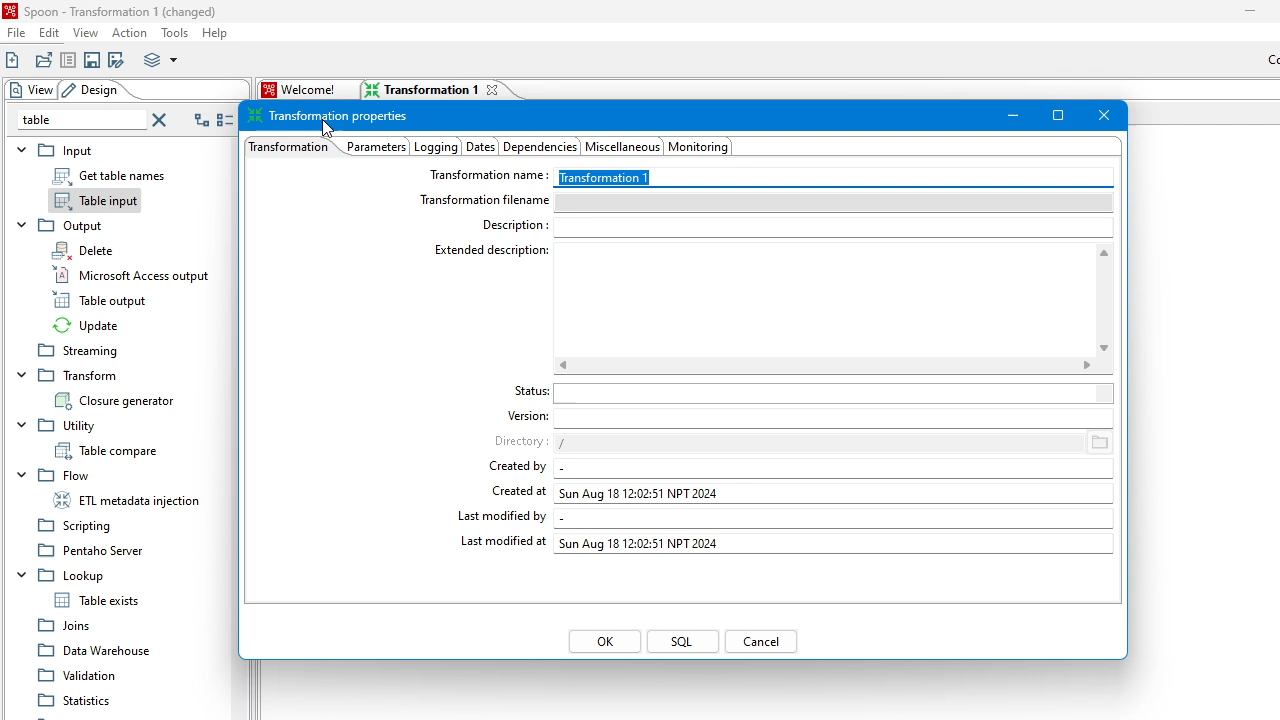 Spoon - Transformation 1 (changed)
File Edit View Action Tools Help
Co
View Design
Welcome! Transformation 1
table
Transformation properties
Input
Get table names
Table input
Output
Delete
Microsoft Access output
Table output
Update
Streaming
Transform
Closure generator
Utility
Table compare
Flow
ETL metadata injection
Scripting
Pentaho Server
Lookup
Table exists
Joins
Data Warehouse
Validation
Statistics
Transformation Parameters Logging Dates Dependencies Miscellaneous Monitoring
Transformation name : Transformation 1
Transformation filename
Description :
Extended description:
Status:
Version:
Directory : /
Created by -
Created at Sun Aug 18 12:02:51 NPT 2024
Last modified by -
Last modified at Sun Aug 18 12:02:51 NPT 2024
OK SQL Cancel